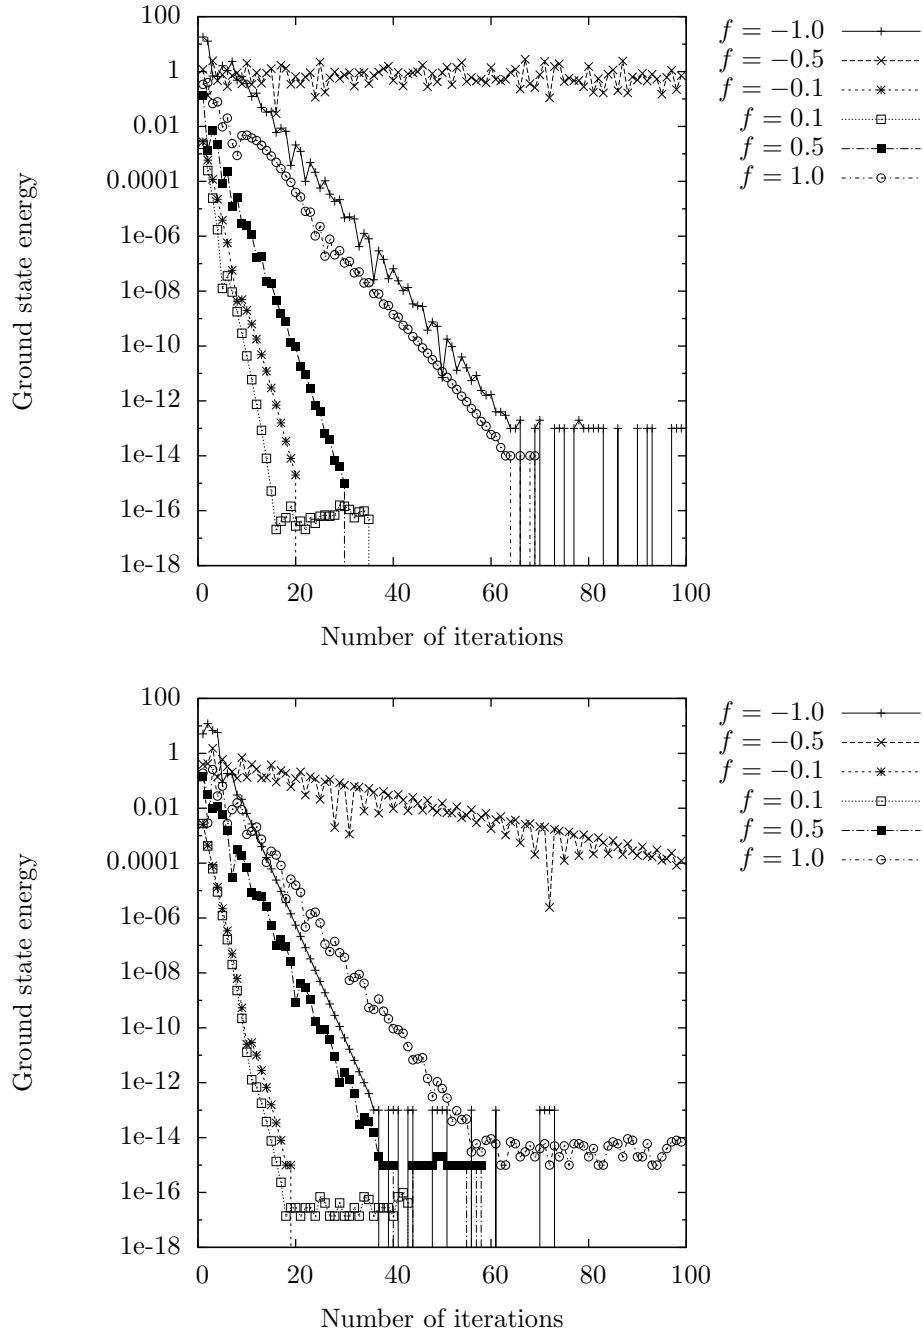 100
1
0.01
0.0001
1e-06
1e-08
1e-10
1e-12
1e-14
1e-16
1e-18
0 20 40 60 80 100
Ground state energy
Number of iterations
f = −1.0
f = −0.5
f = −0.1
f = 0.1
f = 0.5
f = 1.0
100
1
0.01
0.0001
1e-06
1e-08
1e-10
1e-12
1e-14
1e-16
1e-18
0 20 40 60 80 100
Ground state energy
Number of iterations
f = −1.0
f = −0.5
f = −0.1
f = 0.1
f = 0.5
f = 1.0